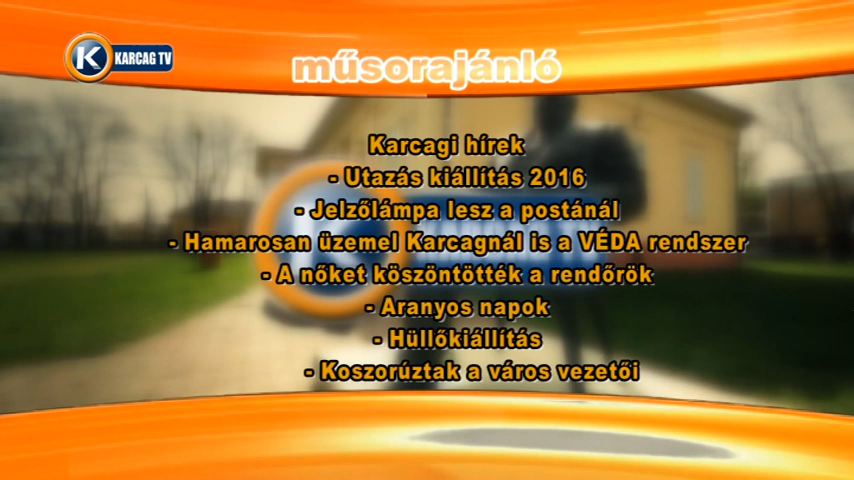 K KARCAG TV
műsorajánló
Karcagi hírek
- Utazás kiállítás 2016
- Jelzőlámpa lesz a postánál
- Hamarosan üzemel Karcagnál is a VÉDA rendszer
- A nőket köszöntötték a rendőrök
- Aranyos napok
- Hüllőkiállítás
- Koszorúztak a város vezetői